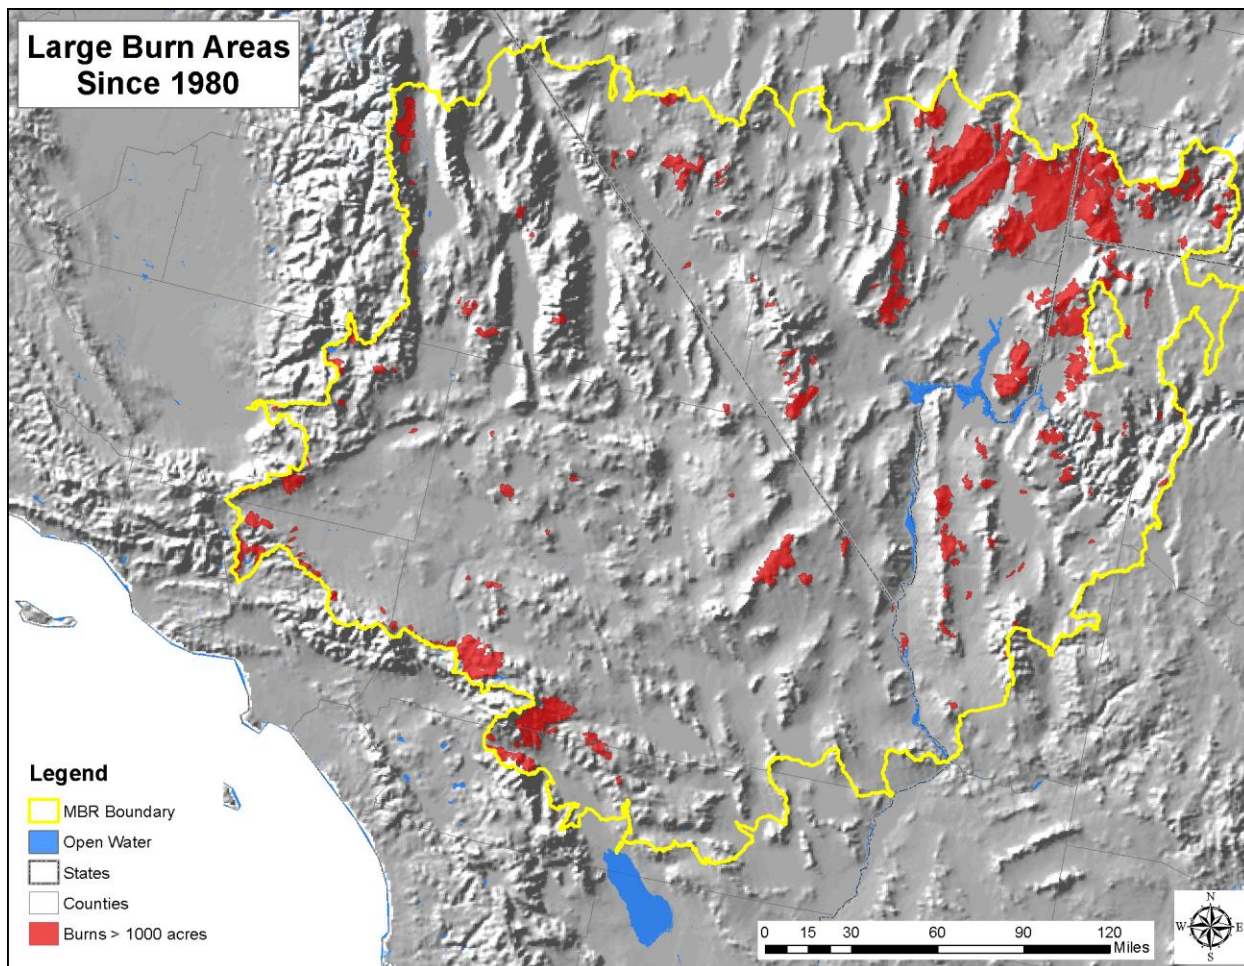 Large Burn Areas
Since 1980
Legend
MBR Boundary
Open Water
States
Counties
Burns > 1000 acres
0 15 30 60 90 120
Miles
N
W E
S